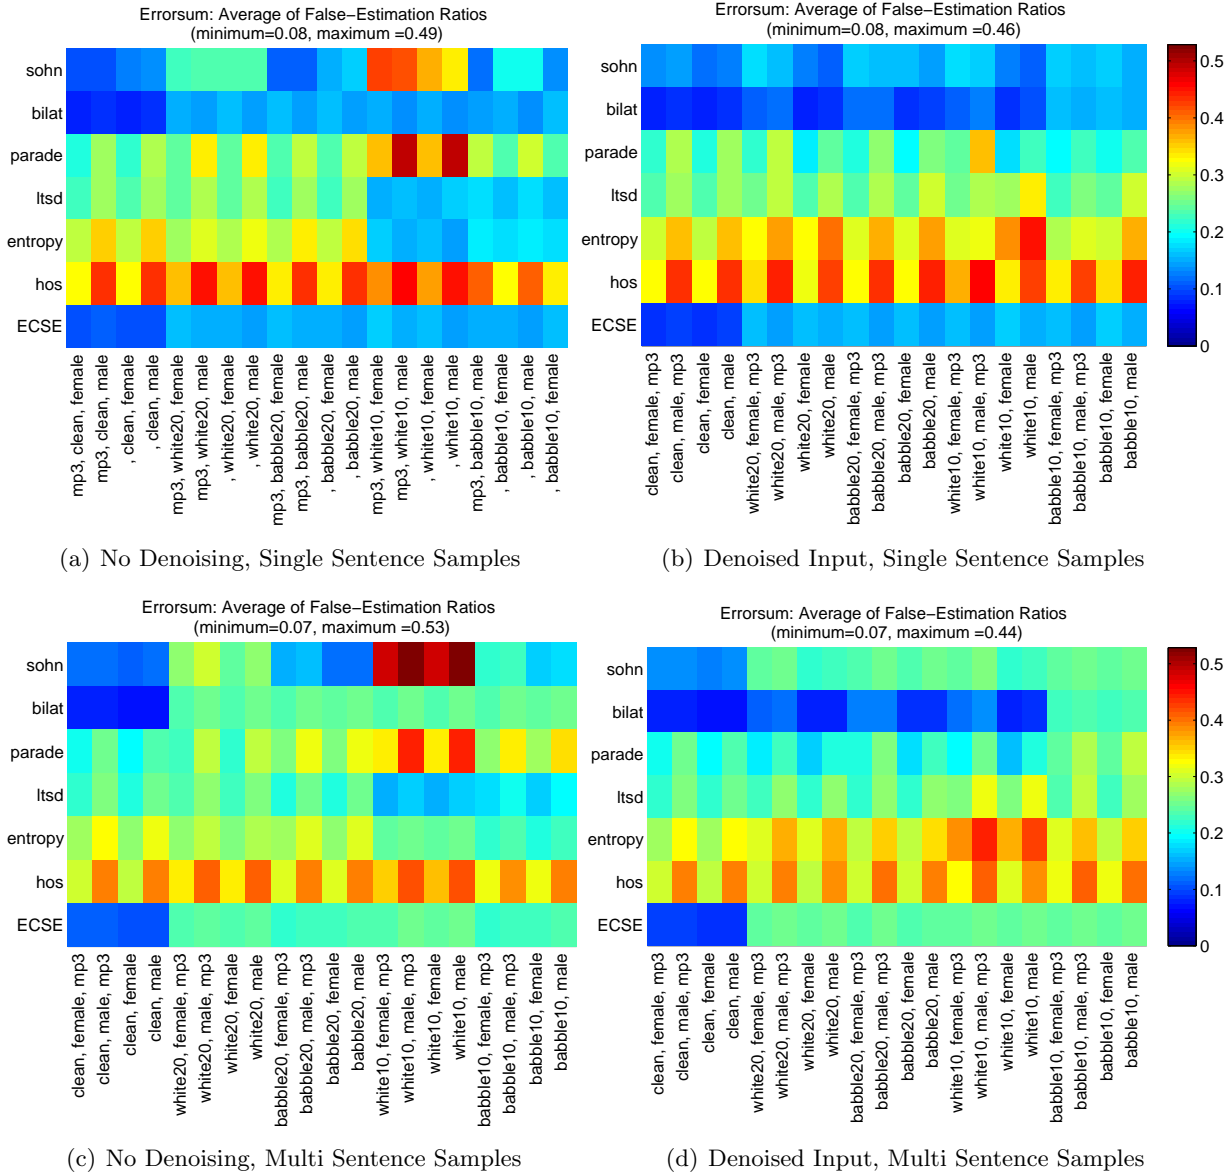 Errorsum: Average of False−Estimation Ratios
(minimum=0.08, maximum =0.49)
sohn
bilat
parade
ltsd
entropy
hos
ECSE
mp3, clean, female
mp3, clean, male
, clean, female
, clean, male
mp3, white20, female
mp3, white20, male
, white20, female
, white20, male
mp3, babble20, female
mp3, babble20, male
, babble20, female
, babble20, male
mp3, white10, female
mp3, white10, male
, white10, female
, white10, male
mp3, babble10, male
, babble10, female
, babble10, male
, babble10, female
(a) No Denoising, Single Sentence Samples
Errorsum: Average of False−Estimation Ratios
(minimum=0.08, maximum =0.46)
sohn
bilat
parade
ltsd
entropy
hos
ECSE
clean, female, mp3
clean, male, mp3
clean, female
clean, male
white20, female, mp3
white20, male, mp3
white20, female
white20, male
babble20, female, mp3
babble20, male, mp3
babble20, female
babble20, male
white10, female, mp3
white10, male, mp3
white10, female
white10, male
babble10, female, mp3
babble10, male, mp3
babble10, female
babble10, male
0.5
0.4
0.3
0.2
0.1
0
(b) Denoised Input, Single Sentence Samples
Errorsum: Average of False−Estimation Ratios
(minimum=0.07, maximum =0.53)
sohn
bilat
parade
ltsd
entropy
hos
ECSE
clean, female, mp3
clean, male, mp3
clean, female
clean, male
white20, female, mp3
white20, male, mp3
white20, female
white20, male
babble20, female, mp3
babble20, male, mp3
babble20, female
babble20, male
white10, female, mp3
white10, male, mp3
white10, female
white10, male
babble10, female, mp3
babble10, male, mp3
babble10, female
babble10, male
(c) No Denoising, Multi Sentence Samples
Errorsum: Average of False−Estimation Ratios
(minimum=0.07, maximum =0.44)
sohn
bilat
parade
ltsd
entropy
hos
ECSE
clean, female, mp3
clean, male, mp3
clean, female
clean, male
white20, female, mp3
white20, male, mp3
white20, female
white20, male
babble20, female, mp3
babble20, male, mp3
babble20, female
babble20, male
white10, female, mp3
white10, male, mp3
white10, female
white10, male
babble10, female, mp3
babble10, male, mp3
babble10, female
babble10, male
0.5
0.4
0.3
0.2
0.1
0
(d) Denoised Input, Multi Sentence Samples